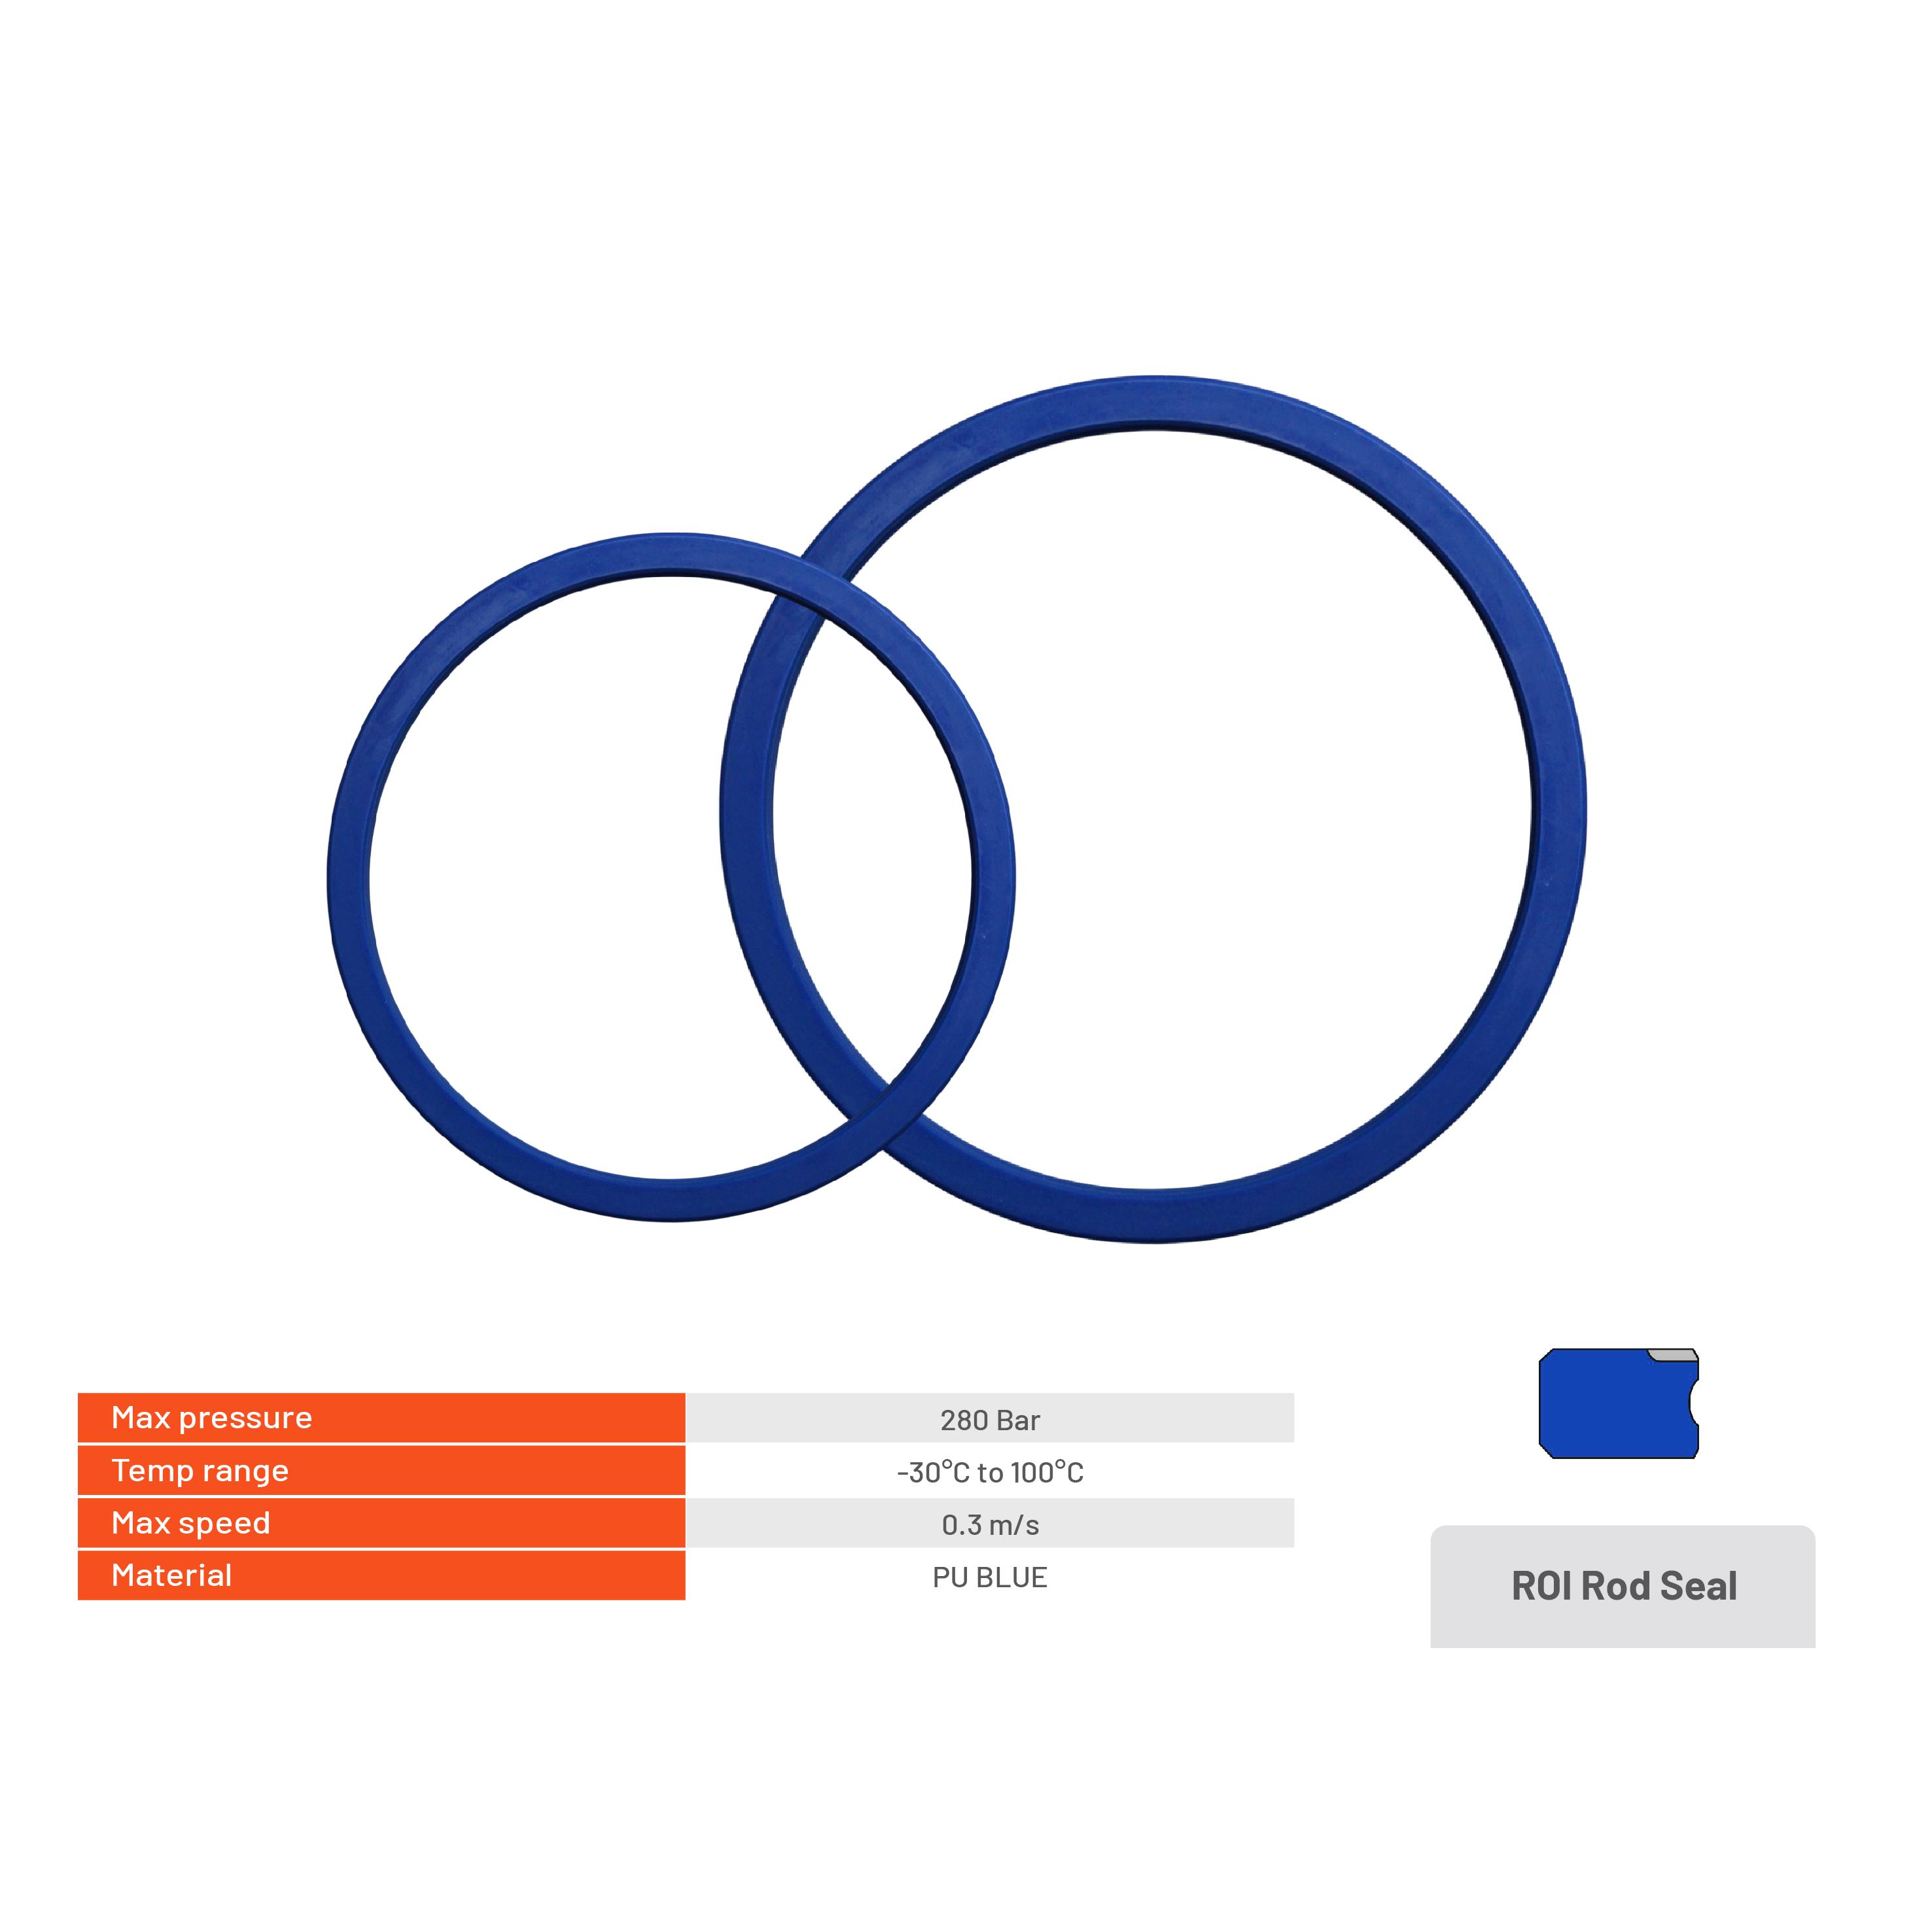 Max pressure 280 Bar
Temp range -30°C to 100°C
Max speed 0.3 m/s
Material PU BLUE
ROI Rod Seal